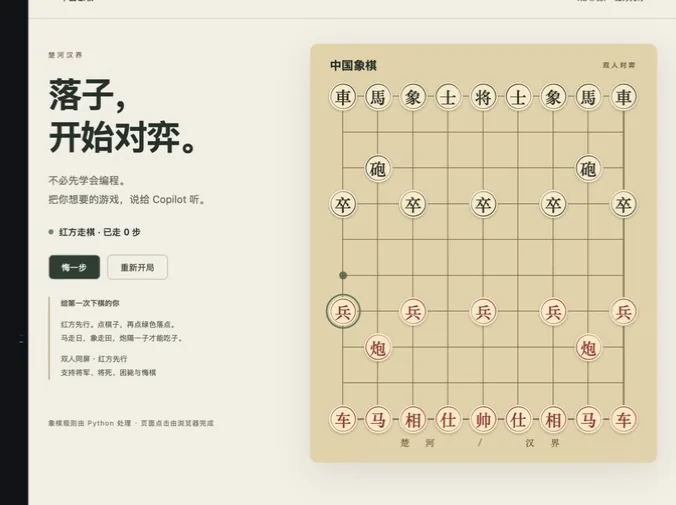 楚河汉界
落子，
开始对弈。
不必先学会编程。
把你想要的游戏，说给 Copilot 听。
红方走棋 · 已走 0 步
悔一步 重新开局
给第一次下棋的你
红方先行。点棋子，再点绿色落点。
马走日，象走田，炮隔一子才能吃子。
双人同屏 · 红方先行
支持将军、将死、困毙与悔棋
象棋规则由 Python 处理 · 页面点击由浏览器完成
中国象棋 双人对弈
車 馬 象 士 将 士 象 馬 車
砲 砲
卒 卒 卒 卒 卒
兵 兵 兵 兵 兵
炮 炮
车 马 相 仕 帅 仕 相 马 车
楚 河 / 汉 界